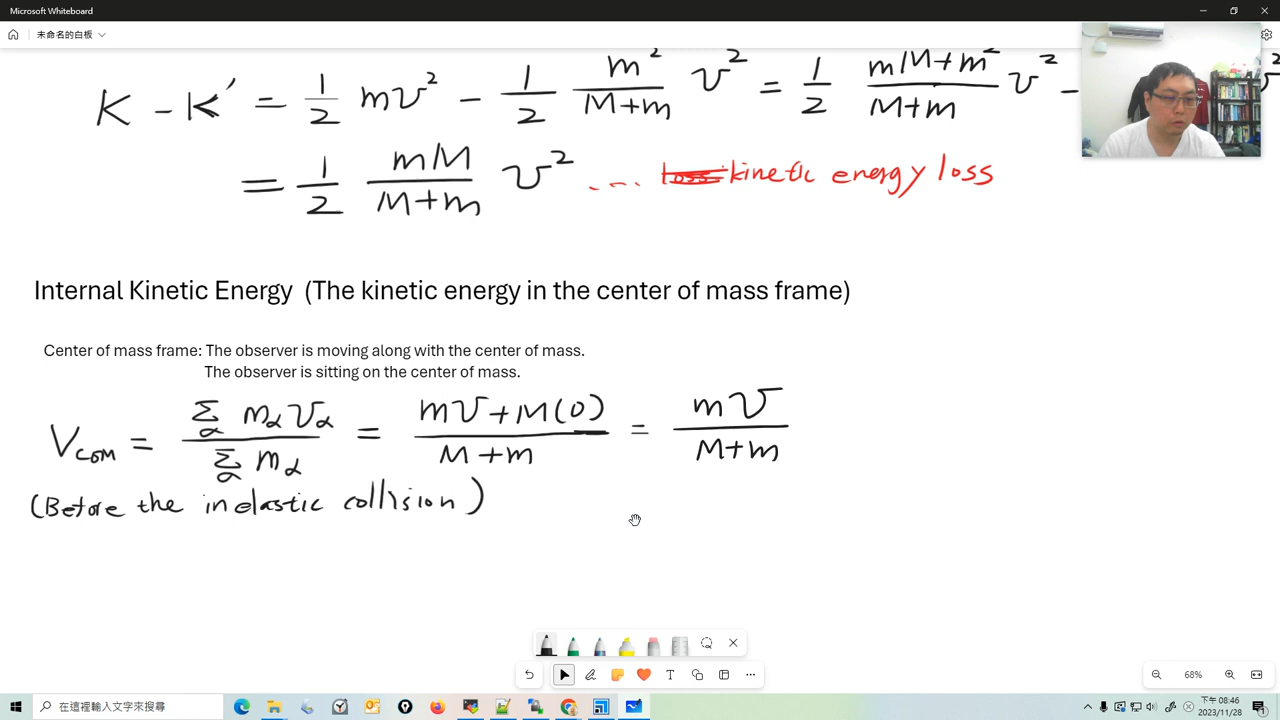 Microsoft Whiteboard
未命名的白板
K - K' = 1/2 mv² - 1/2 m²/(M+m) v² = 1/2 (mM+m²)/(M+m) v² -
= 1/2 mM/(M+m) v² .... kinetic energy loss
Internal Kinetic Energy (The kinetic energy in the center of mass frame)
Center of mass frame: The observer is moving along with the center of mass.
The observer is sitting on the center of mass.
V_COM = Σ_α m_α v_α / Σ_α m_α = (mv+M(0))/(M+m) = mv/(M+m)
(Before the inelastic collision)
68%
在這裡輸入文字來搜尋
下午 08:46
2023/11/28